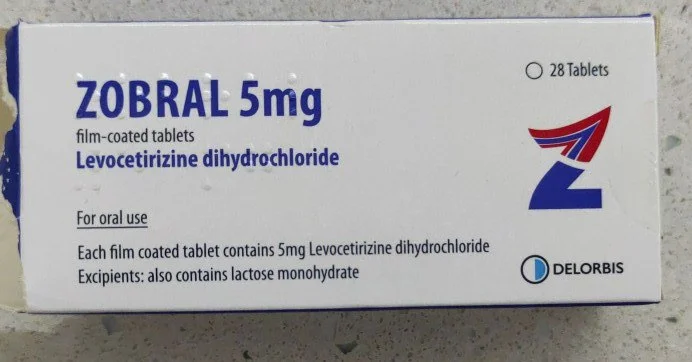 28 Tablets
ZOBRAL 5mg
film-coated tablets
Levocetirizine dihydrochloride
For oral use
Each film coated tablet contains 5mg Levocetirizine dihydrochloride
Excipients: also contains lactose monohydrate
DELORBIS